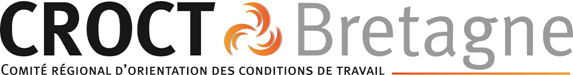 CROCT Bretagne
COMITÉ RÉGIONAL D'ORIENTATION DES CONDITIONS DE TRAVAIL